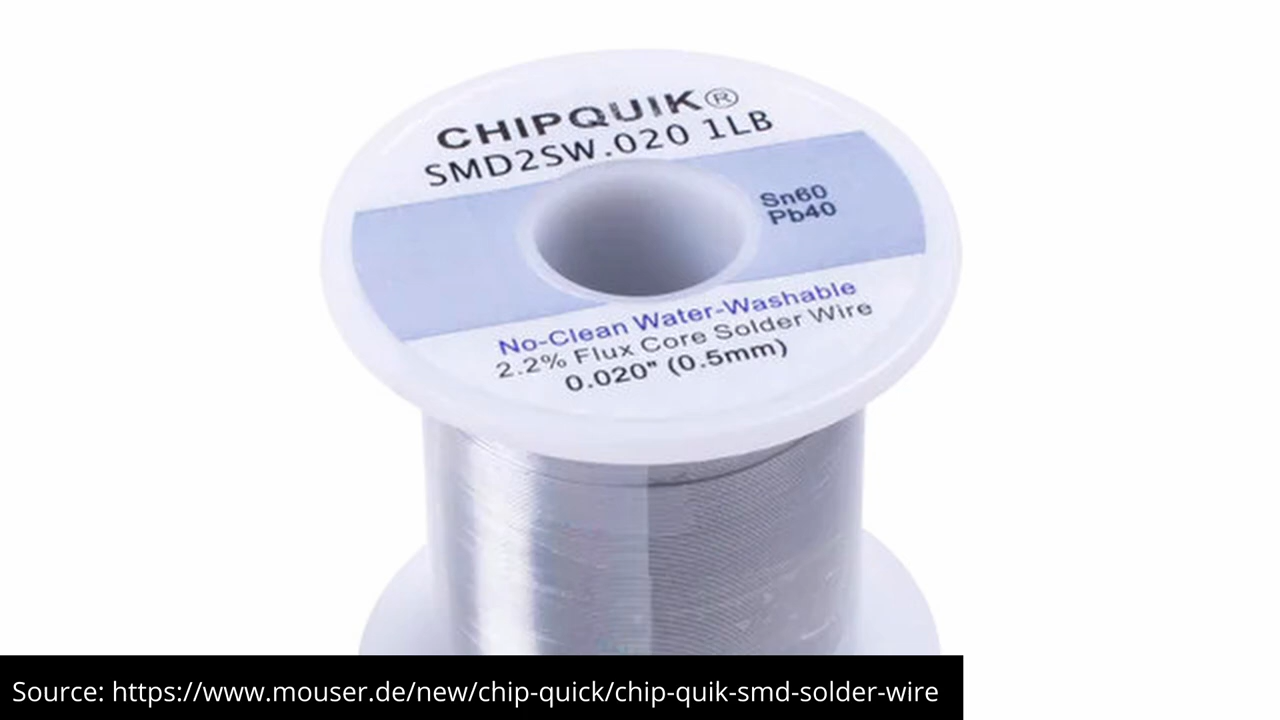 CHIPQUIK®
SMD2SW.020 1LB
Sn60
Pb40
No-Clean Water-Washable
2.2% Flux Core Solder Wire
0.020" (0.5mm)
Source: https://www.mouser.de/new/chip-quick/chip-quik-smd-solder-wire